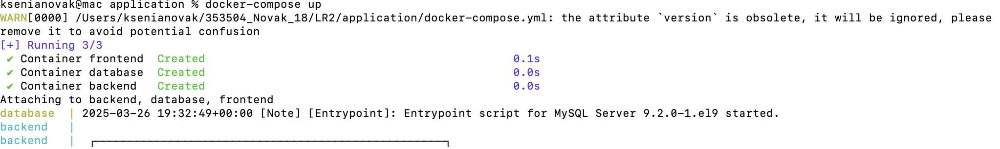 ksenianovak@mac application % docker-compose up
WARN[0000] /Users/ksenianovak/353504_Novak_18/LR2/application/docker-compose.yml: the attribute `version` is obsolete, it will be ignored, please
remove it to avoid potential confusion
[+] Running 3/3
✔ Container frontend  Created 0.1s
✔ Container database  Created 0.0s
✔ Container backend   Created 0.0s
Attaching to backend, database, frontend
database  | 2025-03-26 19:32:49+00:00 [Note] [Entrypoint]: Entrypoint script for MySQL Server 9.2.0-1.el9 started.
backend   |
backend   |